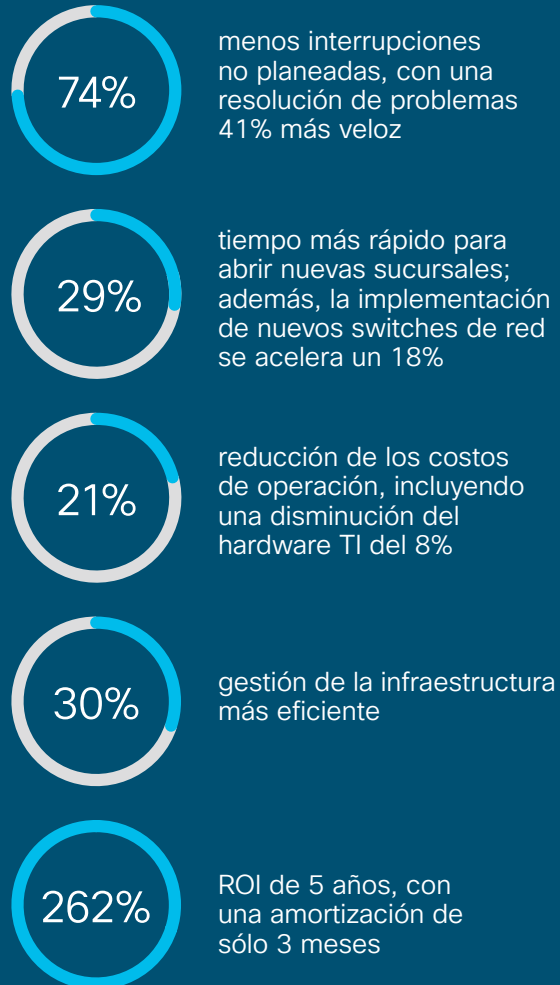 74%
menos interrupciones
no planeadas, con una
resolución de problemas
41% más veloz
29%
tiempo más rápido para
abrir nuevas sucursales;
además, la implementación
de nuevos switches de red
se acelera un 18%
21%
reducción de los costos
de operación, incluyendo
una disminución del
hardware TI del 8%
30%
gestión de la infraestructura
más eficiente
262%
ROI de 5 años, con
una amortización de
sólo 3 meses